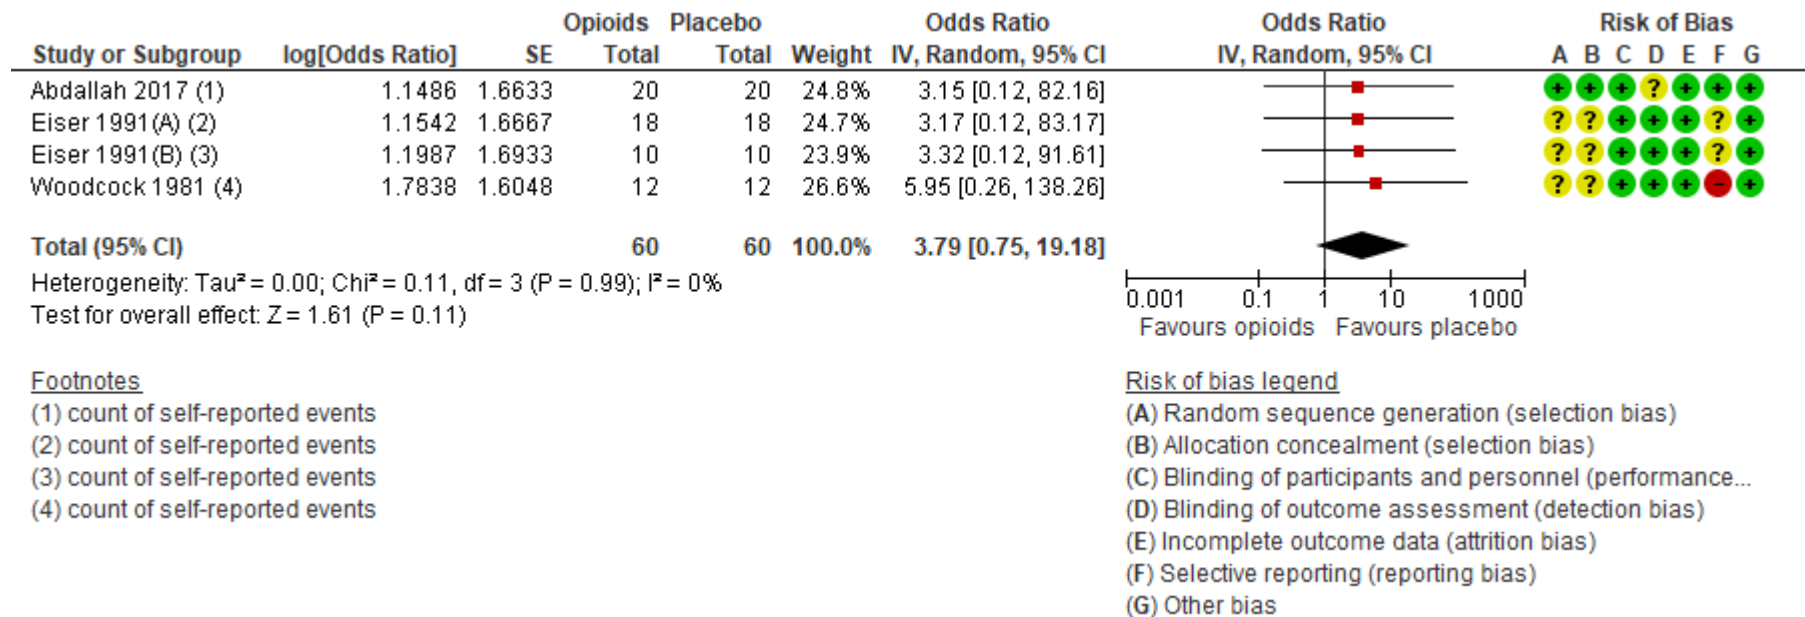 Opioids Placebo Odds Ratio Odds Ratio Risk of Bias
Study or Subgroup log[Odds Ratio] SE Total Total Weight IV, Random, 95% CI IV, Random, 95% CI A B C D E F G
Abdallah 2017 (1) 1.1486 1.6633 20 20 24.8% 3.15 [0.12, 82.16] + + + ? + + +
Eiser 1991(A) (2) 1.1542 1.6667 18 18 24.7% 3.17 [0.12, 83.17] ? ? + + + ? +
Eiser 1991(B) (3) 1.1987 1.6933 10 10 23.9% 3.32 [0.12, 91.61] ? ? + + + ? +
Woodcock 1981 (4) 1.7838 1.6048 12 12 26.6% 5.95 [0.26, 138.26] ? ? + + + - +
Total (95% CI) 60 60 100.0% 3.79 [0.75, 19.18]
Heterogeneity: Tau² = 0.00; Chi² = 0.11, df = 3 (P = 0.99); I² = 0%
Test for overall effect: Z = 1.61 (P = 0.11)
0.001 0.1 1 10 1000
Favours opioids Favours placebo
Footnotes
(1) count of self-reported events
(2) count of self-reported events
(3) count of self-reported events
(4) count of self-reported events
Risk of bias legend
(A) Random sequence generation (selection bias)
(B) Allocation concealment (selection bias)
(C) Blinding of participants and personnel (performance...
(D) Blinding of outcome assessment (detection bias)
(E) Incomplete outcome data (attrition bias)
(F) Selective reporting (reporting bias)
(G) Other bias